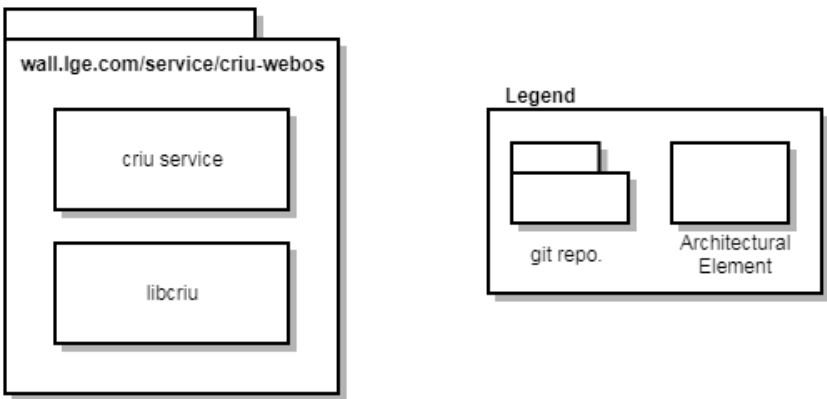 wall.lge.com/service/criu-webos
criu service
libcriu
Legend
git repo.
Architectural
Element